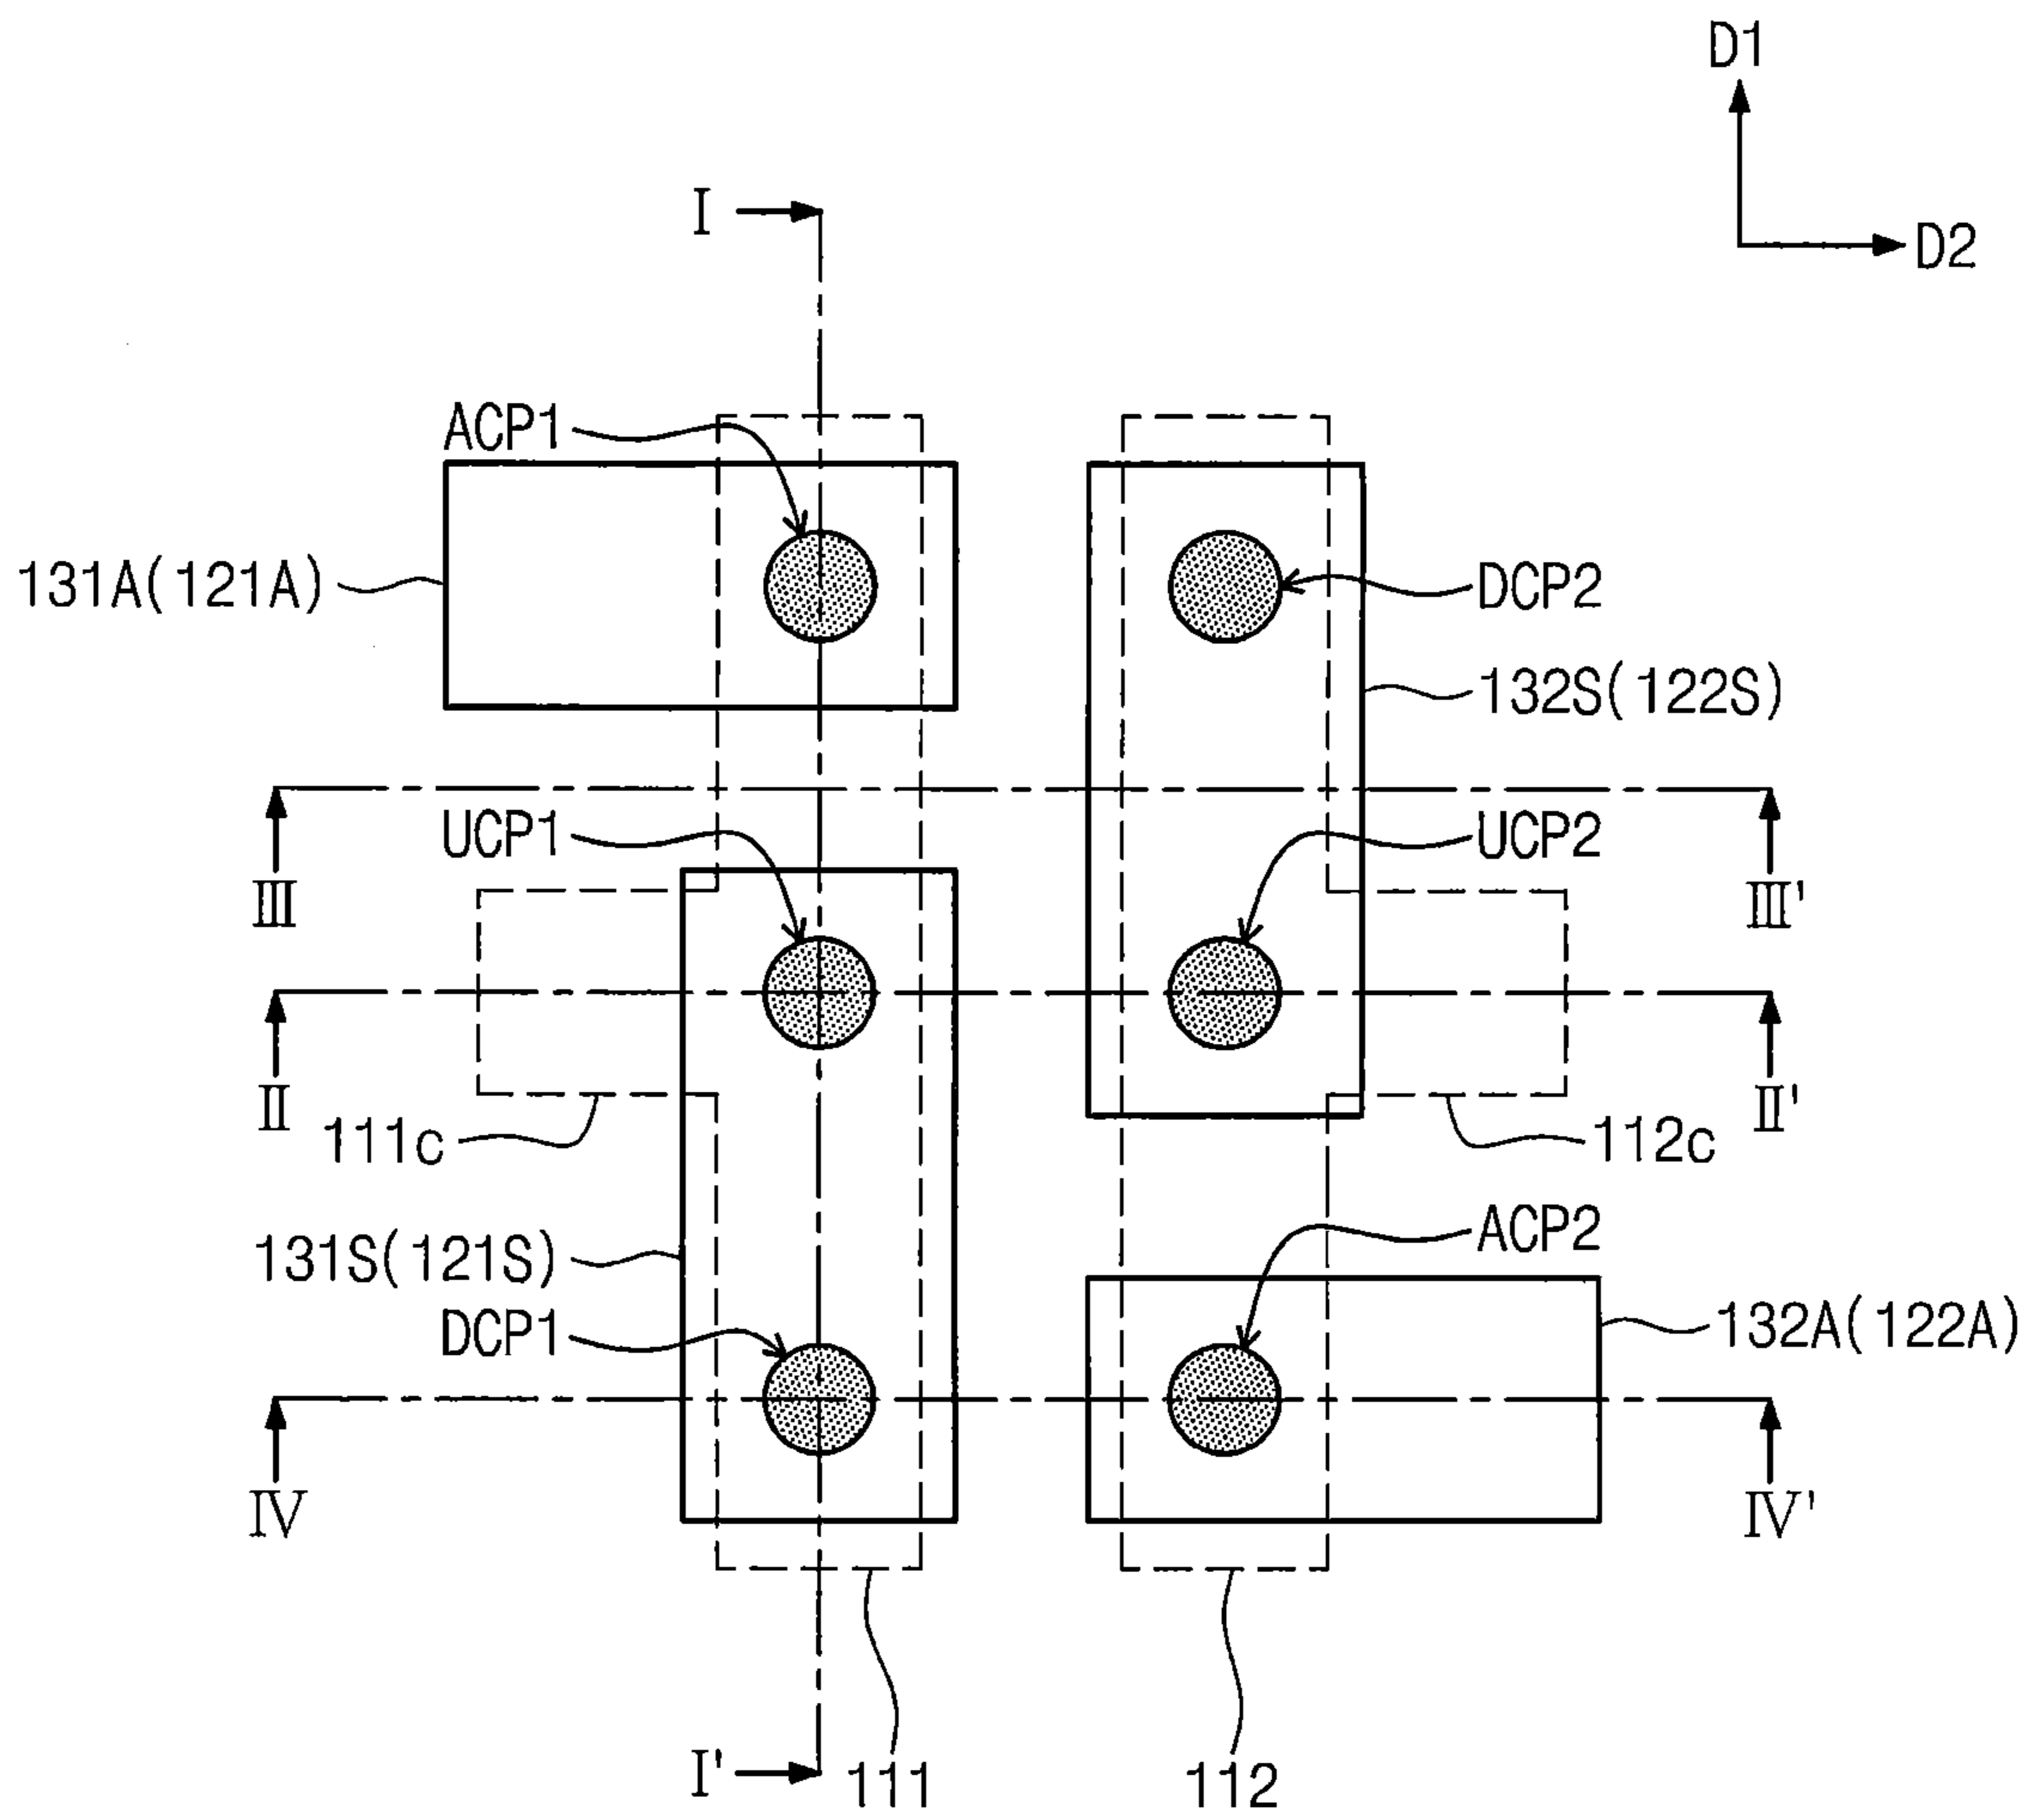 D1
D2
I
ACP1
131A(121A)
DCP2
132S(122S)
UCP1
UCP2
III
III'
II
II'
111c
112c
131S(121S)
ACP2
DCP1
132A(122A)
IV
IV'
I'
111
112